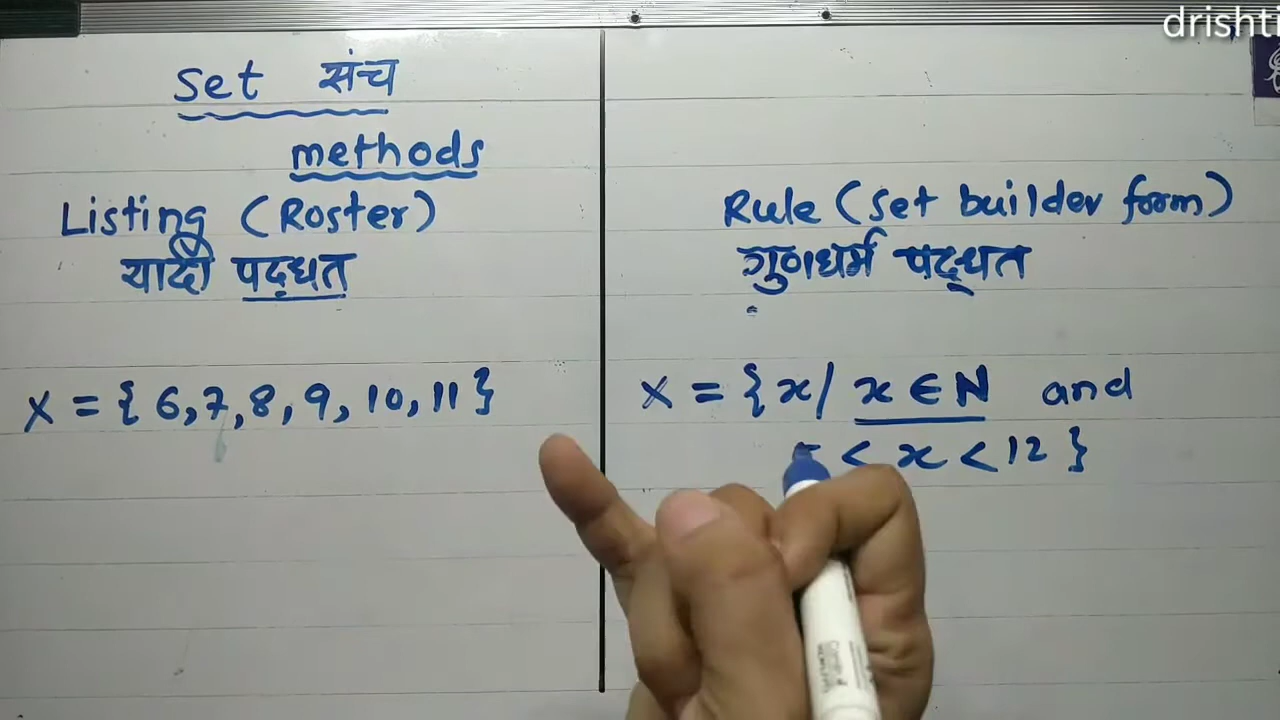 drishti
Set संच
methods
Listing (Roster)
यादी पद्धत
X = { 6, 7, 8, 9, 10, 11 }
Rule (set builder form)
गुणधर्म पद्धत
X = { x / x ∈ N and
< x < 12 }